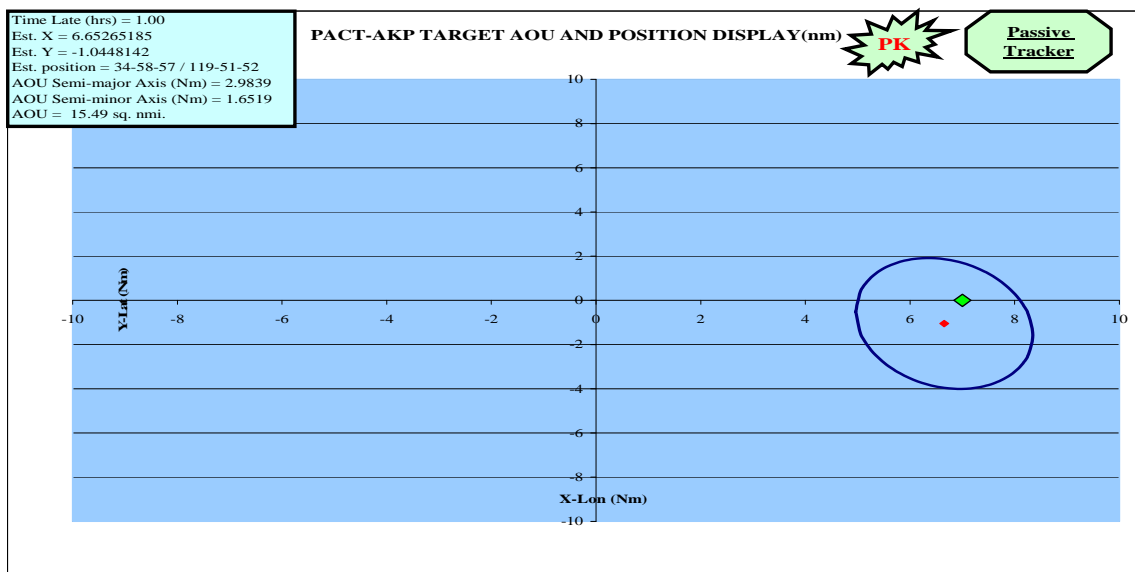 Time Late (hrs) = 1.00
Est. X = 6.65265185
Est. Y = -1.0448142
Est. position = 34-58-57 / 119-51-52
AOU Semi-major Axis (Nm) = 2.9839
AOU Semi-minor Axis (Nm) = 1.6519
AOU = 15.49 sq. nmi.
PACT-AKP TARGET AOU AND POSITION DISPLAY(nm)
PK
Passive
Tracker
10
8
6
4
2
0
-2
-4
-6
-8
-10
Y-Lat (Nm)
-10 -8 -6 -4 -2 0 2 4 6 8 10
X-Lon (Nm)